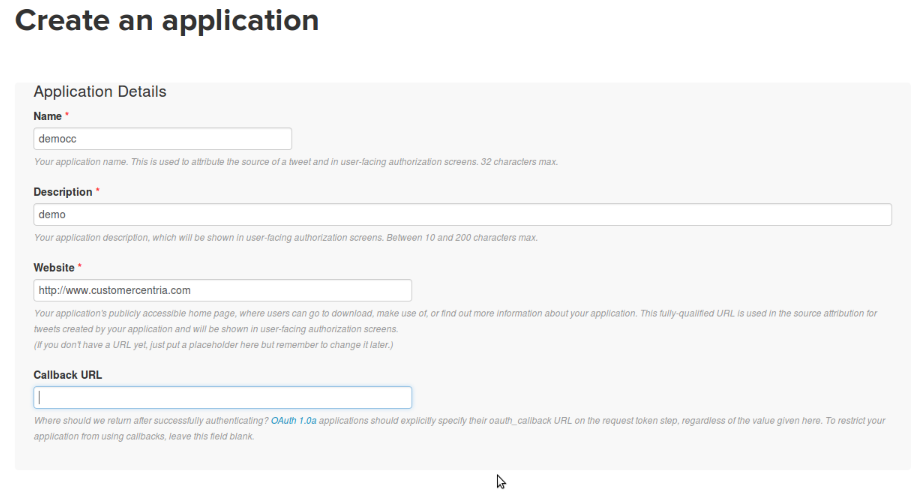 Create an application
Application Details
Name *
democc
Your application name. This is used to attribute the source of a tweet and in user-facing authorization screens. 32 characters max.
Description *
demo
Your application description, which will be shown in user-facing authorization screens. Between 10 and 200 characters max.
Website *
http://www.customercentria.com
Your application's publicly accessible home page, where users can go to download, make use of, or find out more information about your application. This fully-qualified URL is used in the source attribution for
tweets created by your application and will be shown in user-facing authorization screens.
(If you don't have a URL yet, just put a placeholder here but remember to change it later.)
Callback URL
Where should we return after successfully authenticating? OAuth 1.0a applications should explicitly specify their oauth_callback URL on the request token step, regardless of the value given here. To restrict your
application from using callbacks, leave this field blank.